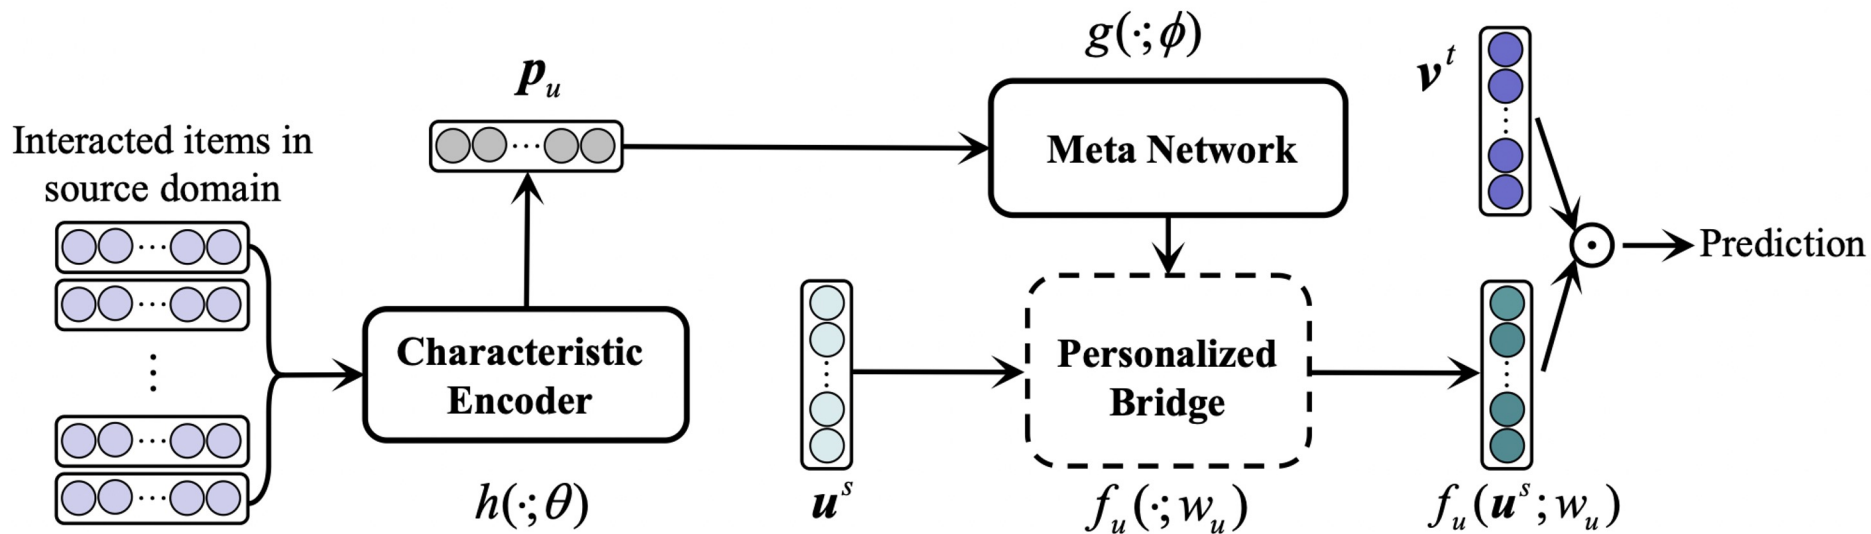 Interacted items in
source domain
p_u
g(·;ϕ)
Meta Network
v^t
Characteristic
Encoder
h(·;θ)
u^s
Personalized
Bridge
f_u(·;w_u)
f_u(u^s;w_u)
Prediction